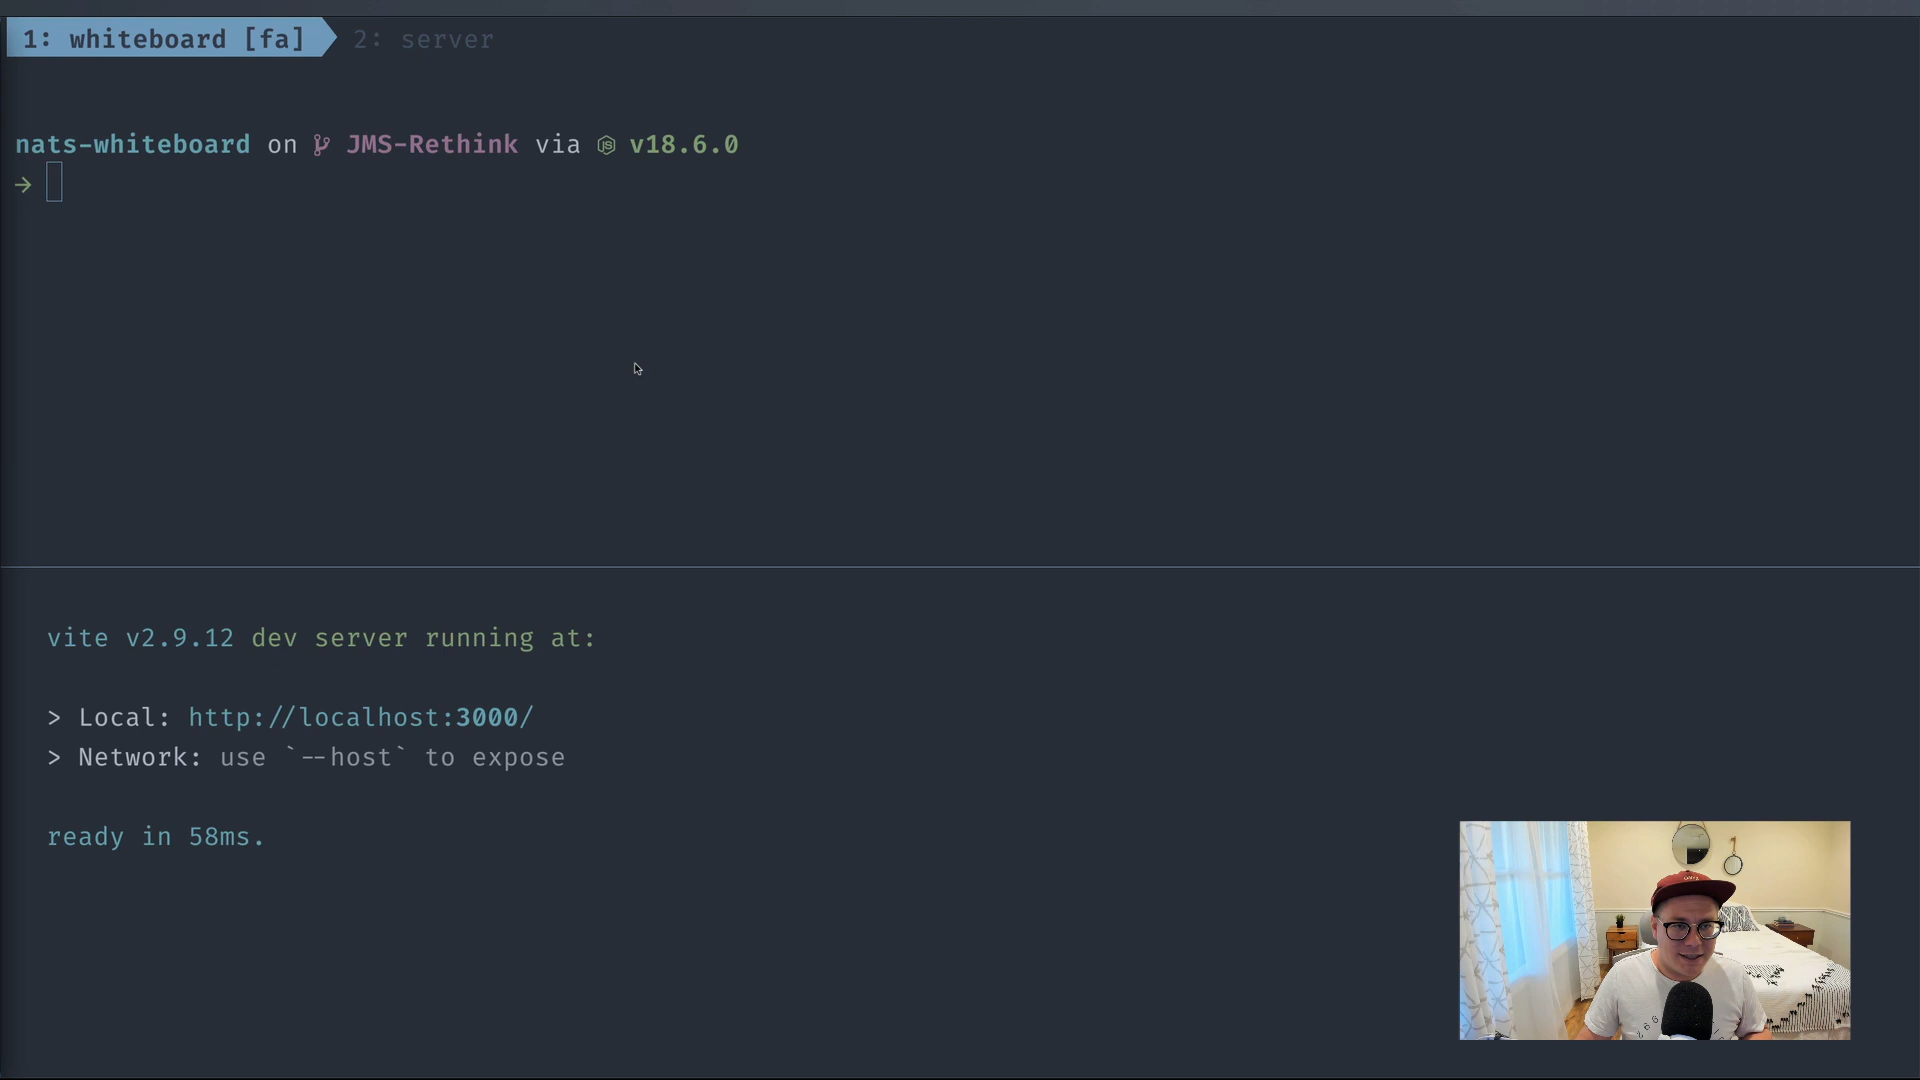 1: whiteboard [fa] 2: server
nats-whiteboard on JMS-Rethink via v18.6.0
→
vite v2.9.12 dev server running at:
> Local: http://localhost:3000/
> Network: use `--host` to expose
ready in 58ms.